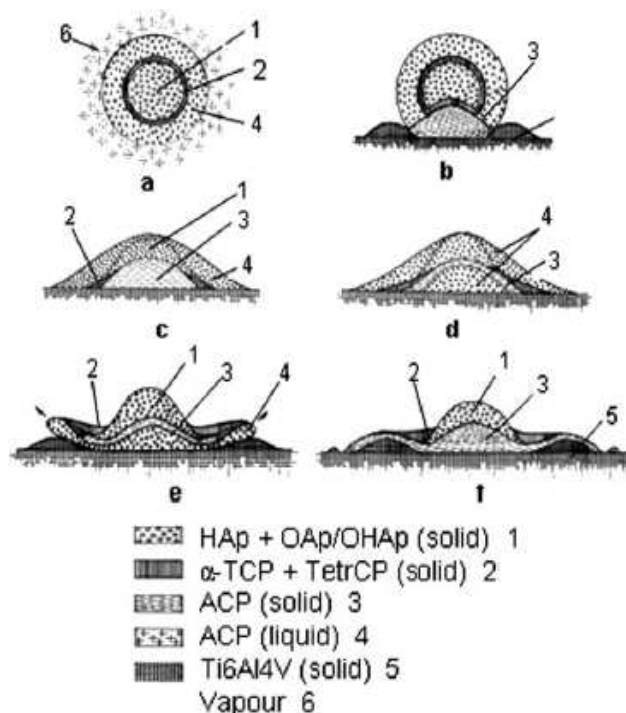 6
1
2
4
a
3
b
1
2
3
4
c
4
3
d
2
1
3
4
e
2
1
3
5
f
HAp + OAp/OHAp (solid) 1
α-TCP + TetrCP (solid) 2
ACP (solid) 3
ACP (liquid) 4
Ti6Al4V (solid) 5
Vapour 6